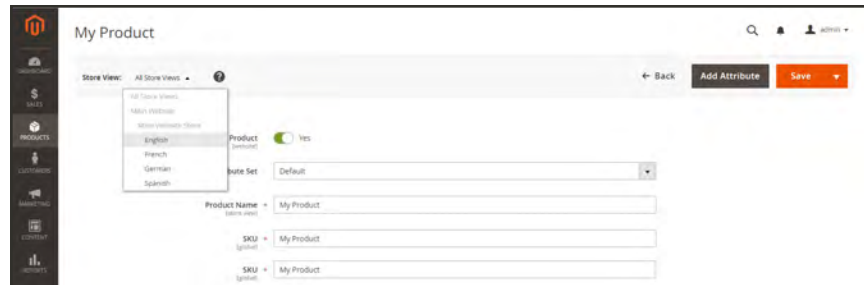 My Product
admin
DASHBOARD
Store View: All Store Views
← Back
Add Attribute
Save
SALES
All Store Views
Main Website
Main Website Store
English
French
German
Spanish
PRODUCTS
Product
[website]
Yes
CUSTOMERS
bute Set
Default
MARKETING
Product Name *
[store view]
My Product
CONTENT
SKU *
[global]
My Product
REPORTS
SKU *
[global]
My Product